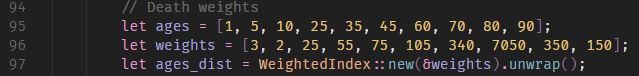 94 // Death weights
95 let ages = [1, 5, 10, 25, 35, 45, 60, 70, 80, 90];
96 let weights = [3, 2, 25, 55, 75, 105, 340, 7050, 350, 150];
97 let ages_dist = WeightedIndex::new(&weights).unwrap();